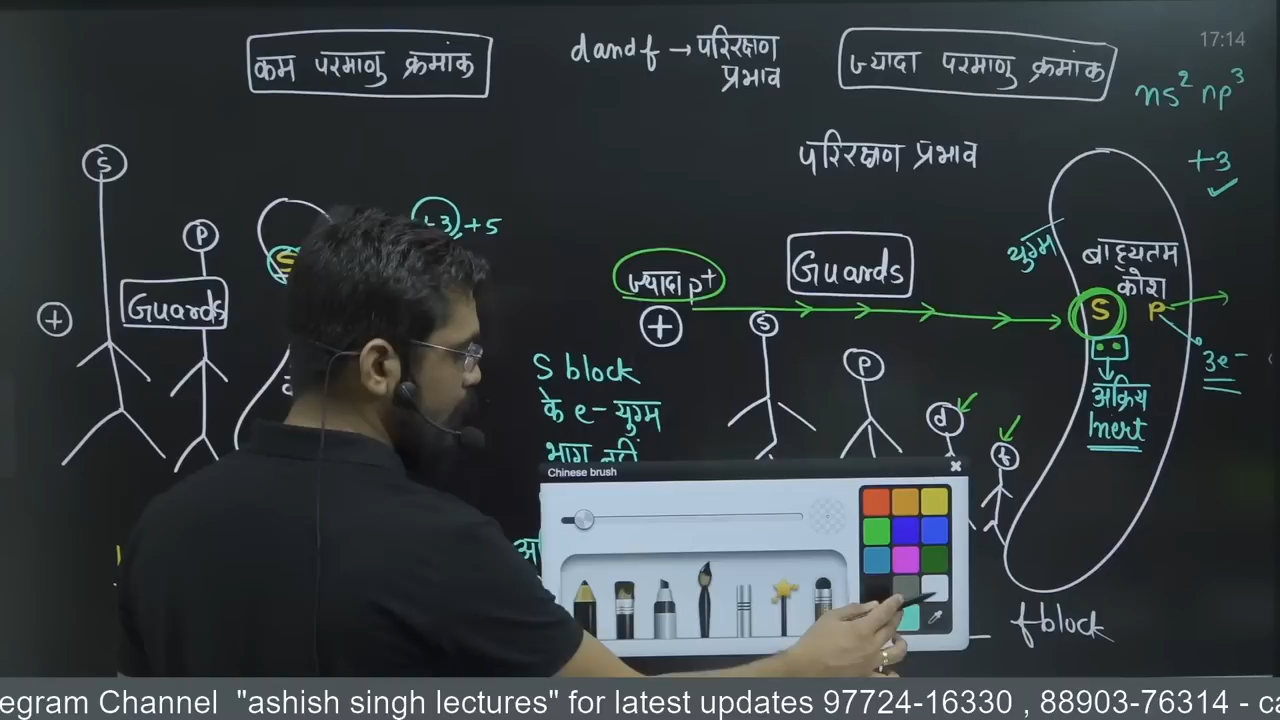 17:14
कम परमाणु क्रमांक
d and f → परिरक्षण
प्रभाव
ज्यादा परमाणु क्रमांक
ns² np³
परिरक्षण प्रभाव
+3
S
P
+5
Guards
+
S
ज्यादा p⁺
+
Guards
युग्म
बाह्यतम
कोश
S
P
3e-
अक्रिय
Inert
S
P
d
f
S block
के e- युग्म
भाग नहीं
Chinese brush
f block
egram Channel "ashish singh lectures" for latest updates 97724-16330 , 88903-76314 - ca